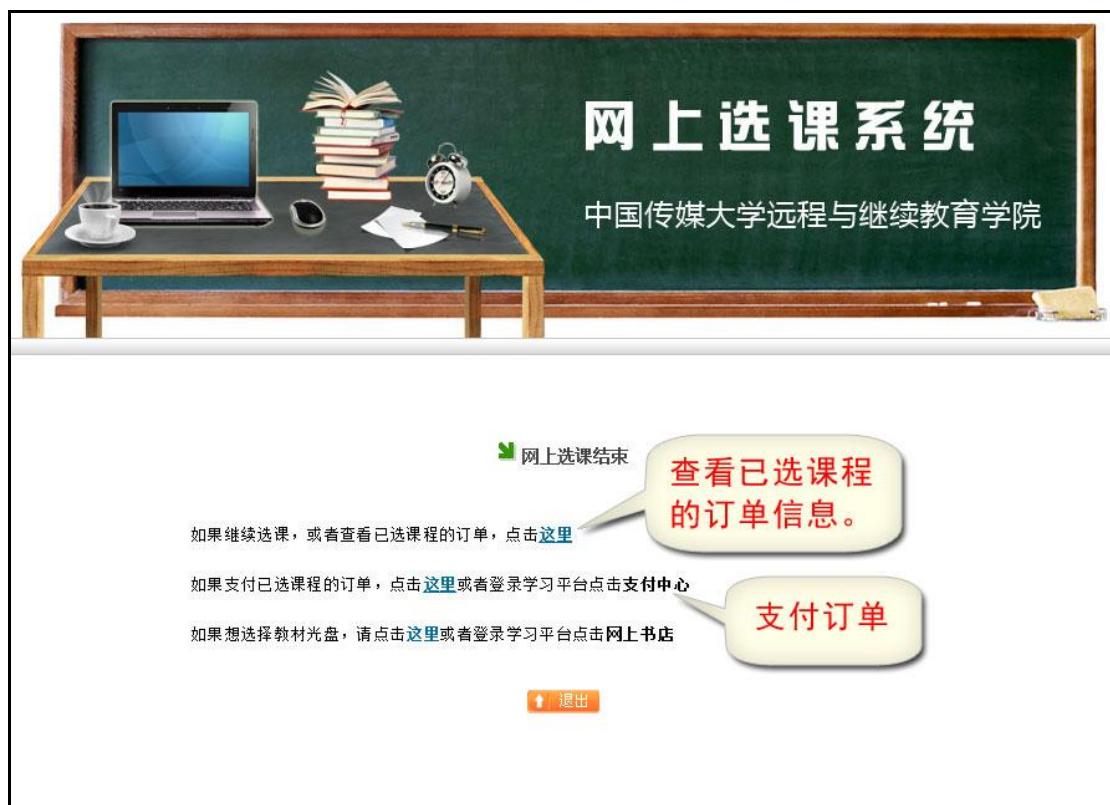 网上选课系统
中国传媒大学远程与继续教育学院
网上选课结束
查看已选课程
的订单信息。
如果继续选课，或者查看已选课程的订单，点击这里
如果支付已选课程的订单，点击这里或者登录学习平台点击支付中心
支付订单
如果想选择教材光盘，请点击这里或者登录学习平台点击网上书店
退出